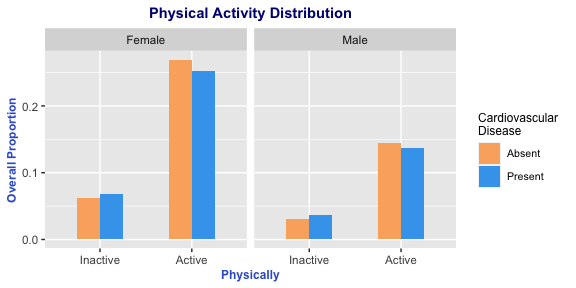 Physical Activity Distribution
Female
Male
Overall Proportion
0.2
0.1
0.0
Inactive
Active
Inactive
Active
Physically
Cardiovascular
Disease
Absent
Present